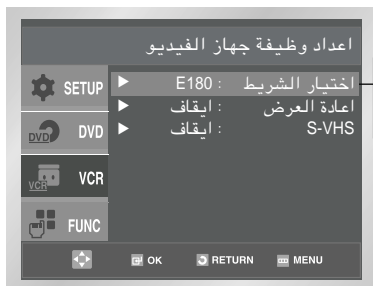 اعداد وظيفة جهاز الفيديو
SETUP
DVD
VCR
FUNC
اختيار الشريط : E180
اعادة العرض : ايقاف
S-VHS : ايقاف
DVD
VCR
OK RETURN MENU